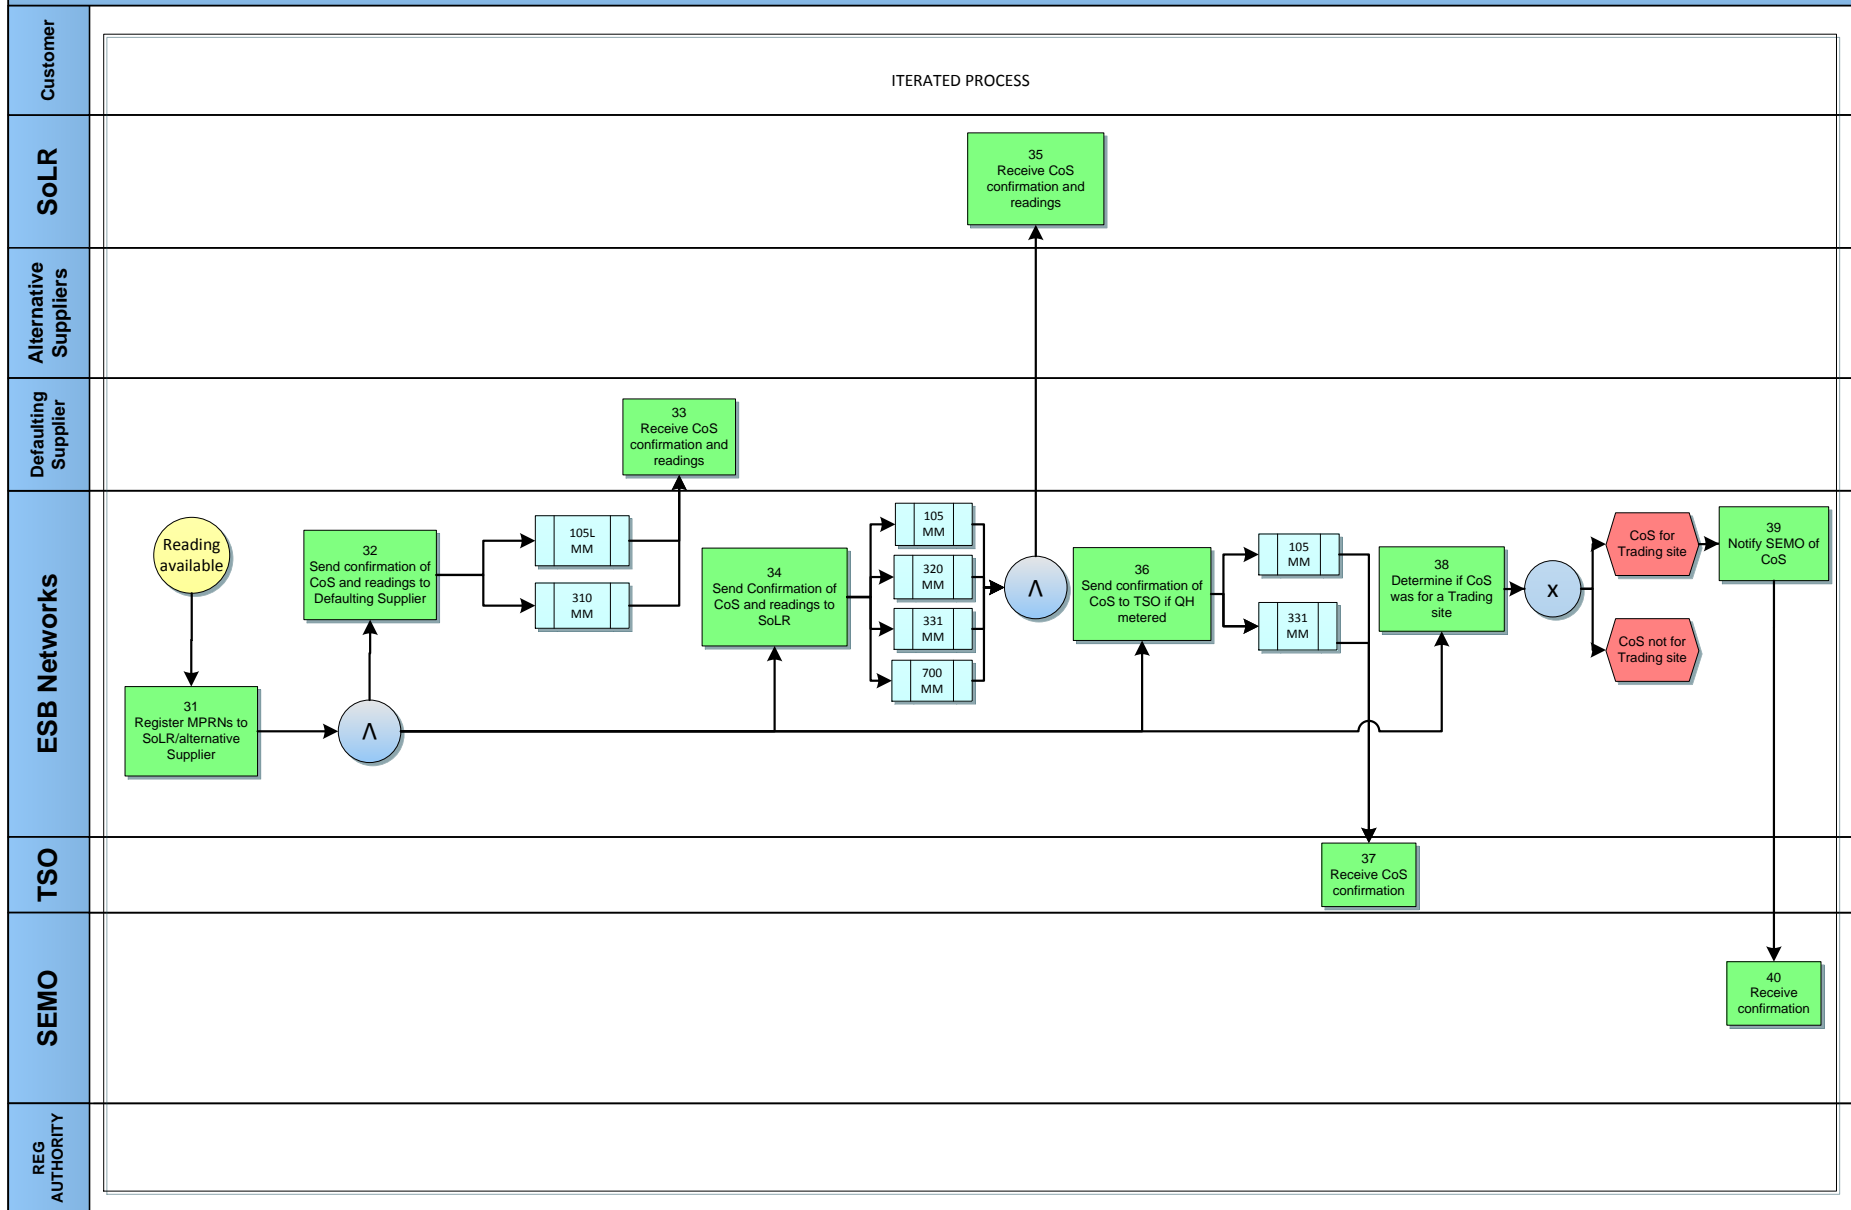 Customer
ITERATED PROCESS
SoLR
35
Receive CoS
confirmation and
readings
Alternative
Suppliers
Defaulting
Supplier
33
Receive CoS
confirmation and
readings
ESB Networks
Reading
available
31
Register MPRNs to
SoLR/alternative
Supplier
Λ
32
Send confirmation of
CoS and readings to
Defaulting Supplier
105L
MM
310
MM
34
Send Confirmation of
CoS and readings to
SoLR
105
MM
320
MM
331
MM
700
MM
Λ
36
Send confirmation of
CoS to TSO if QH
metered
105
MM
331
MM
38
Determine if CoS
was for a Trading
site
x
CoS for
Trading site
CoS not for
Trading site
39
Notify SEMO of
CoS
TSO
37
Receive CoS
confirmation
SEMO
40
Receive
confirmation
REG
AUTHORITY